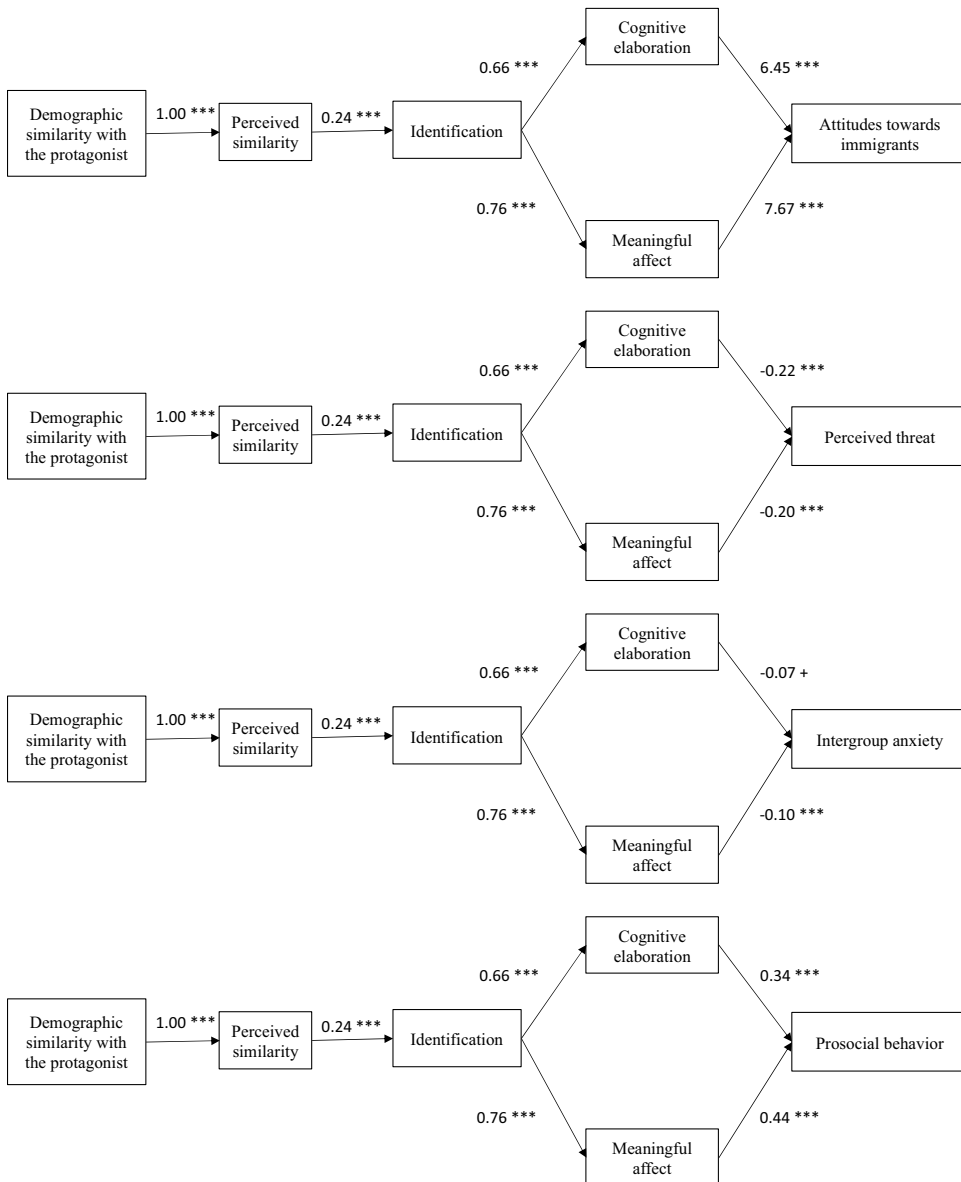 Cognitive
elaboration
0.66 ***
6.45 ***
Demographic
similarity with
the protagonist
1.00 ***
Perceived
similarity
0.24 ***
Identification
Attitudes towards
immigrants
0.76 ***
7.67 ***
Meaningful
affect
Cognitive
elaboration
0.66 ***
-0.22 ***
Demographic
similarity with
the protagonist
1.00 ***
Perceived
similarity
0.24 ***
Identification
Perceived threat
0.76 ***
-0.20 ***
Meaningful
affect
Cognitive
elaboration
0.66 ***
-0.07 +
Demographic
similarity with
the protagonist
1.00 ***
Perceived
similarity
0.24 ***
Identification
Intergroup anxiety
0.76 ***
-0.10 ***
Meaningful
affect
Cognitive
elaboration
0.66 ***
0.34 ***
Demographic
similarity with
the protagonist
1.00 ***
Perceived
similarity
0.24 ***
Identification
Prosocial behavior
0.76 ***
0.44 ***
Meaningful
affect